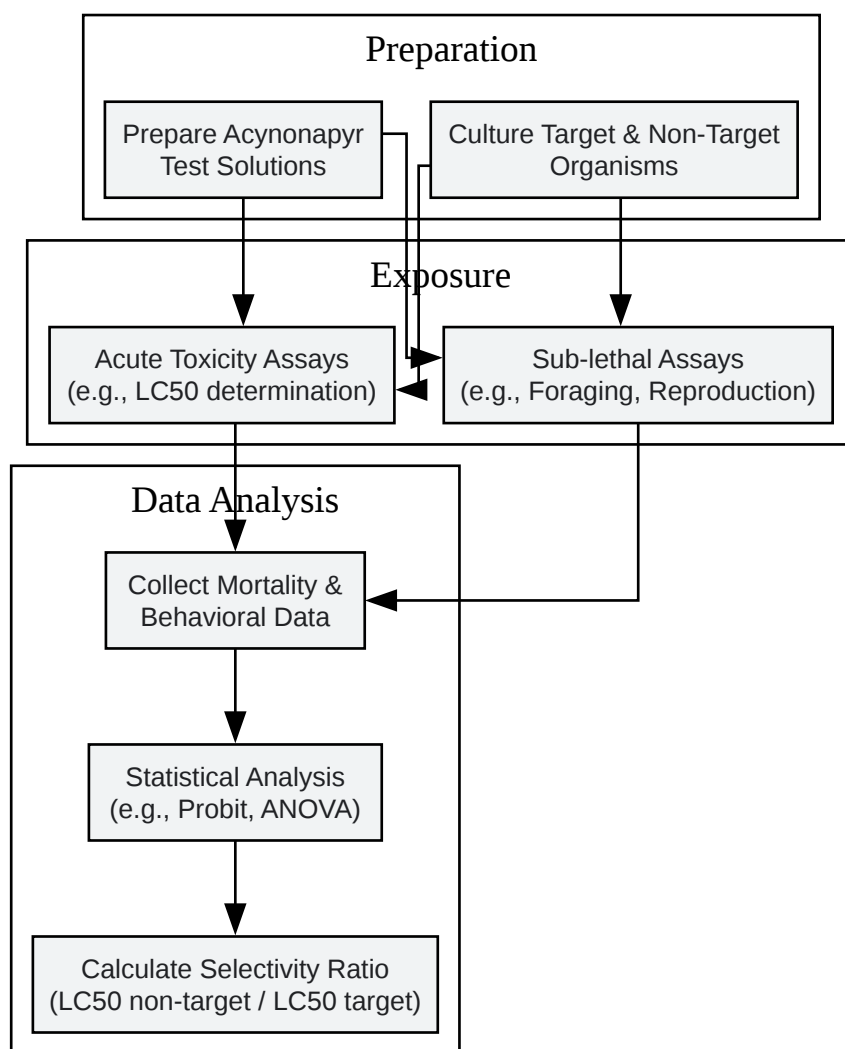 Preparation
Prepare Acynonapyr
Test Solutions
Culture Target & Non-Target
Organisms
Exposure
Acute Toxicity Assays
(e.g., LC50 determination)
Sub-lethal Assays
(e.g., Foraging, Reproduction)
Data Analysis
Collect Mortality &
Behavioral Data
Statistical Analysis
(e.g., Probit, ANOVA)
Calculate Selectivity Ratio
(LC50 non-target / LC50 target)